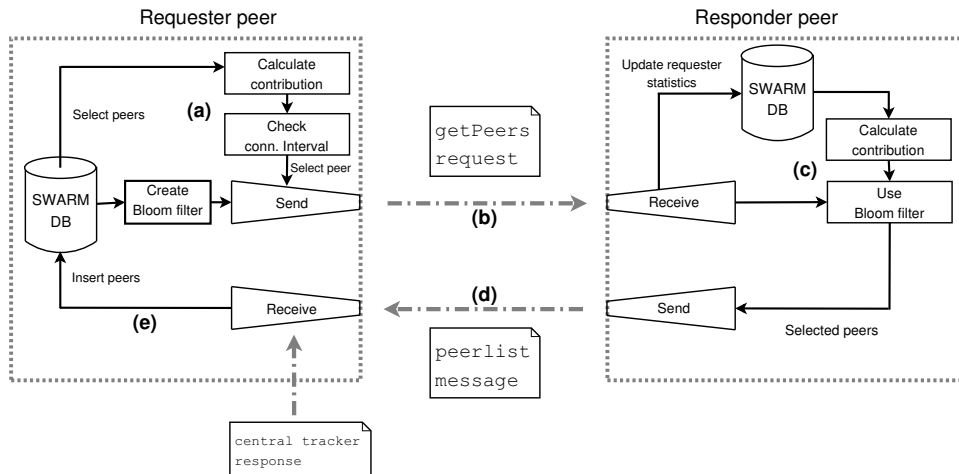 Requester peer
Responder peer
Calculate
contribution
(a)
Select peers
Check
conn. Interval
Select peer
SWARM
DB
Create
Bloom filter
Send
Insert peers
(e)
Receive
central tracker
response
getPeers
request
(b)
(d)
peerlist
message
Update requester
statistics
SWARM
DB
Calculate
contribution
(c)
Receive
Use
Bloom filter
Send
Selected peers